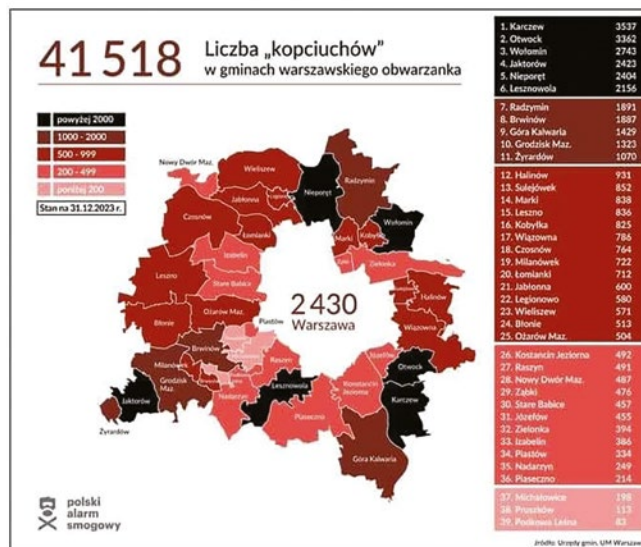 41 518
Liczba „kopciuchów”
w gminach warszawskiego obwarzanka
powyżej 2000
1000 - 2000
500 - 999
200 - 499
poniżej 200
Stan na 31.12.2023 r.
Nowy Dwór Maz.
Wieliszew
Nieporęt
Radzymin
Jabłonna
Czosnów
Łomianki
Wołomin
Marki
Kobyłka
Izabelin
Ząbki
Zielonka
Leszno
Stare Babice
2 430
Warszawa
Halinów
Ożarów Maz.
Piastów
Błonie
Wiązowna
Brwinów
Milanówek
Raszyn
Józefów
Otwock
Grodzisk
Maz.
Lesznowola
Konstancin
Jeziorna
Jaktorów
Nadarzyn
Karczew
Żyrardów
Piaseczno
Góra Kalwaria
polski
alarm
smogowy
1. Karczew 3537
2. Otwock 3362
3. Wołomin 2743
4. Jaktorów 2423
5. Nieporęt 2404
6. Lesznowola 2156
7. Radzymin 1891
8. Brwinów 1887
9. Góra Kalwaria 1429
10. Grodzisk Maz. 1323
11. Żyrardów 1070
12. Halinów 931
13. Sulejówek 852
14. Marki 838
15. Leszno 836
16. Kobyłka 825
17. Wiązowna 786
18. Czosnów 764
19. Milanówek 722
20. Łomianki 712
21. Jabłonna 600
22. Legionowo 580
23. Wieliszew 571
24. Błonie 513
25. Ożarów Maz. 504
26. Kostancin Jeziorna 492
27. Raszyn 491
28. Nowy Dwór Maz. 487
29. Ząbki 476
30. Stare Babice 457
31. Józefów 455
32. Zielonka 394
33. Izabelin 386
34. Piastów 334
35. Nadarzyn 249
36. Piaseczno 214
37. Michałowice 198
38. Pruszków 113
39. Podkowa Leśna 83
źródło: Urzędy gmin, UM Warszawa